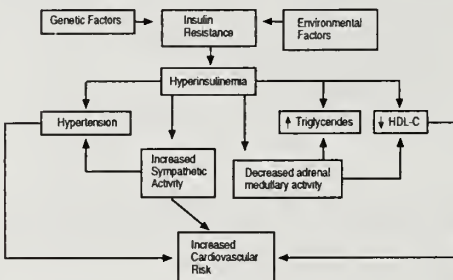 Genetic Factors
Insulin
Resistance
Environmental
Factors
Hyperinsulinemia
Hypertension
↑ Triglycerides
↓ HDL-C
Increased
Sympathetic
Activity
Decreased adrenal
medullary activity
Increased
Cardiovascular
Risk